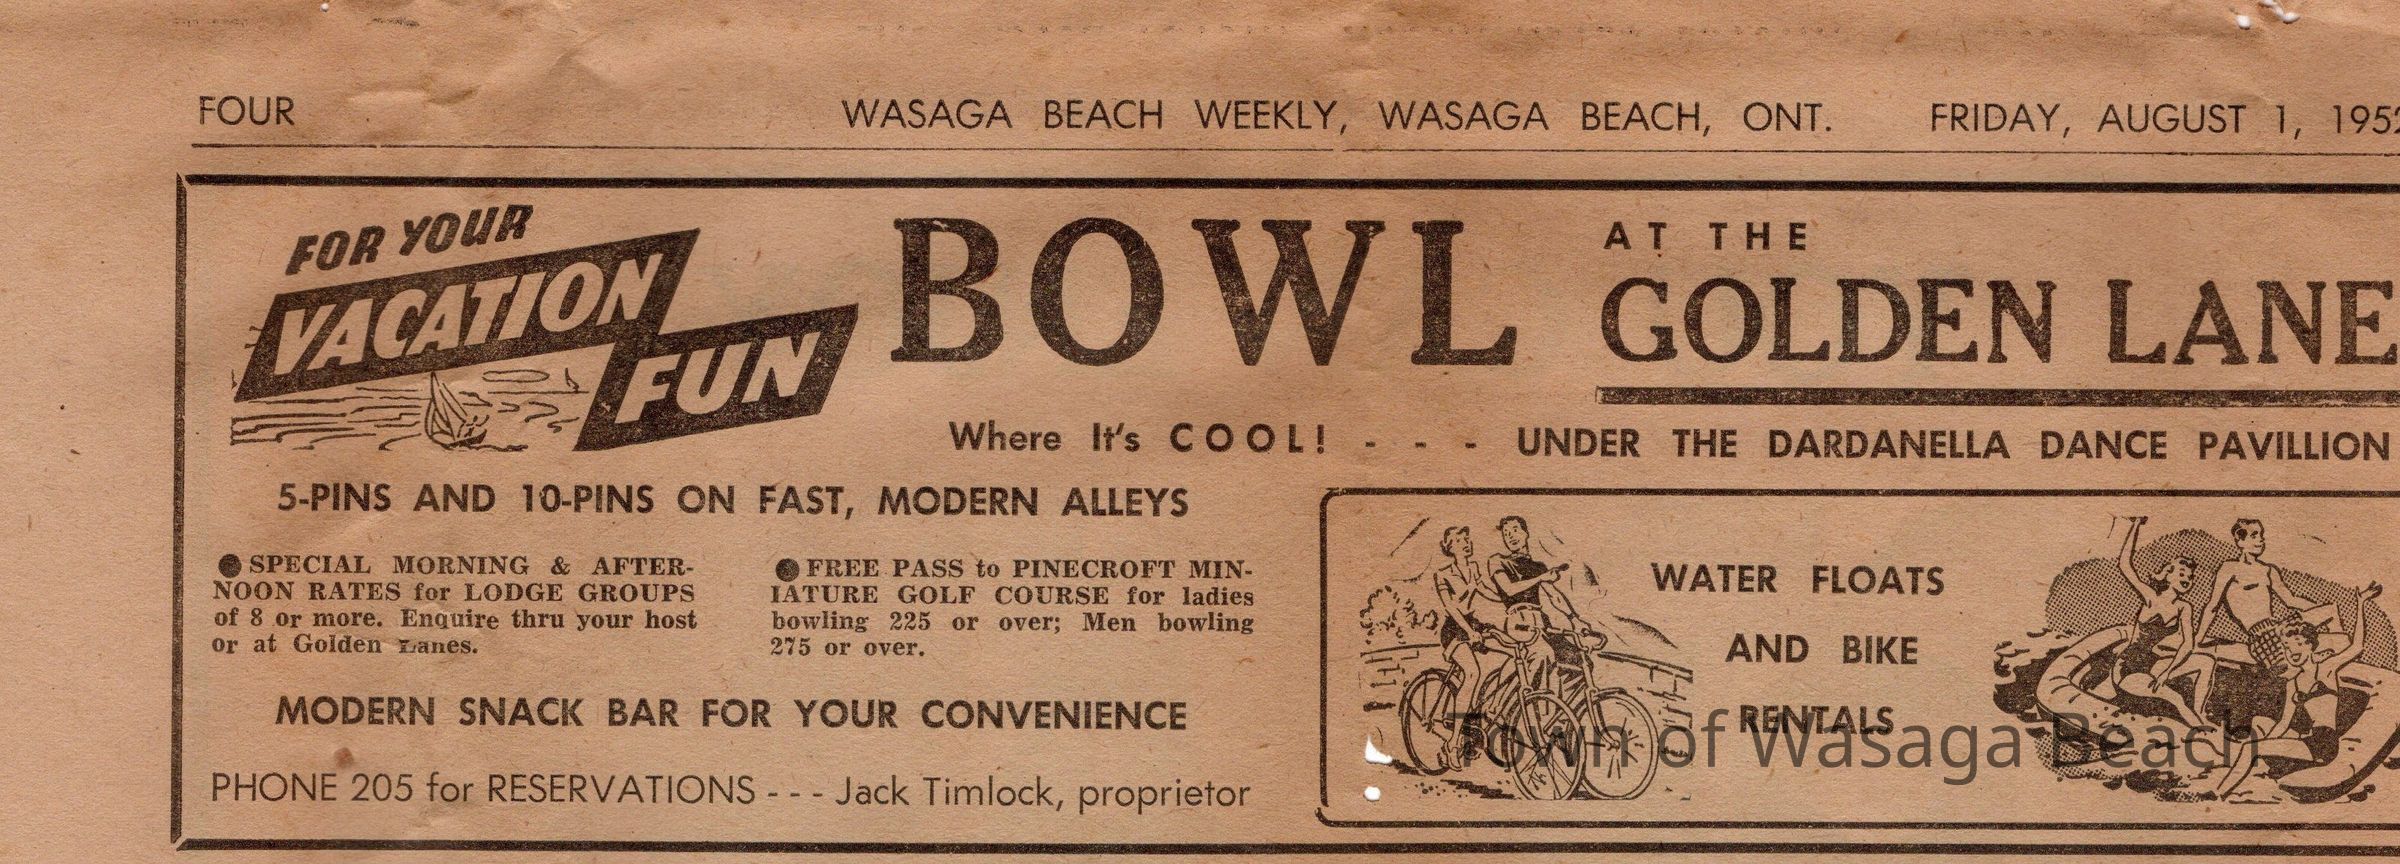 FOUR
WASAGA BEACH WEEKLY, WASAGA BEACH, ONT.
FRIDAY, AUGUST 1, 195
FOR YOUR
VACATION
FUN
BOWL
AT THE
GOLDEN LANE
Where It's COOL! - - - UNDER THE DARDANELLA DANCE PAVILLION
5-PINS AND 10-PINS ON FAST, MODERN ALLEYS
●SPECIAL MORNING & AFTER-
NOON RATES for LODGE GROUPS
of 8 or more. Enquire thru your host
or at Golden Lanes.
●FREE PASS to PINECROFT MIN-
IATURE GOLF COURSE for ladies
bowling 225 or over; Men bowling
275 or over.
MODERN SNACK BAR FOR YOUR CONVENIENCE
PHONE 205 for RESERVATIONS - - - Jack Timlock, proprietor
WATER FLOATS
AND BIKE
RENTALS
Town of Wasaga Beach